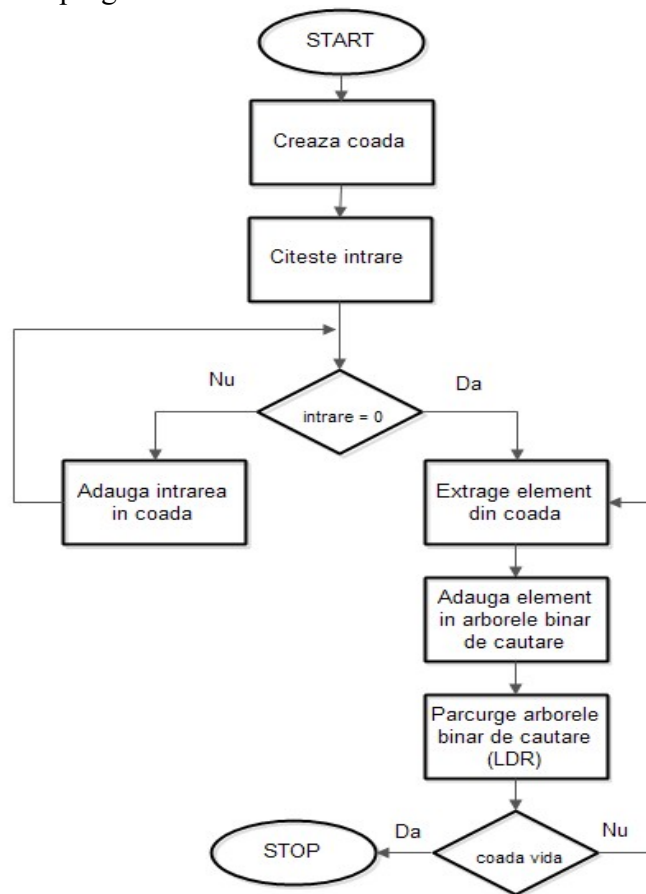 START
Creaza coada
Citeste intrare
Nu
Da
intrare = 0
Adauga intrarea
in coada
Extrage element
din coada
Adauga element
in arborele binar
de cautare
Parcurge arborele
binar de cautare
(LDR)
Da
Nu
STOP
coada vida